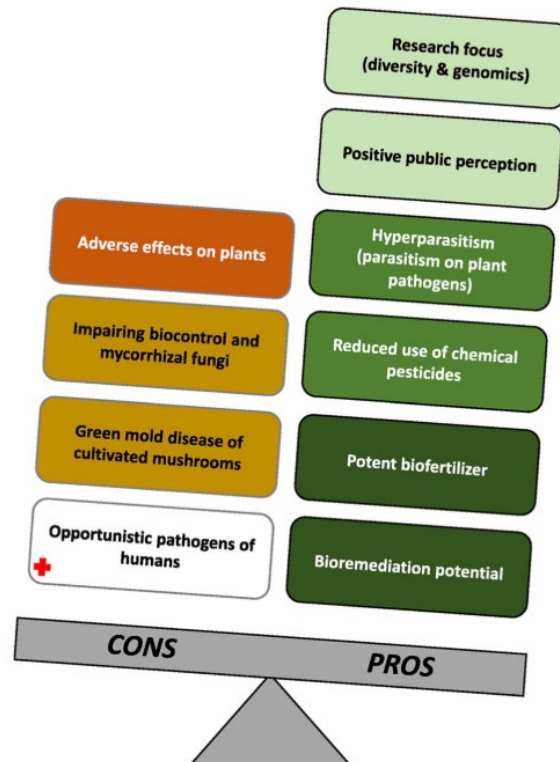 Research focus
(diversity & genomics)
Positive public perception
Adverse effects on plants
Hyperparasitism
(parasitism on plant
pathogens)
Impairing biocontrol and
mycorrhizal fungi
Reduced use of chemical
pesticides
Green mold disease of
cultivated mushrooms
Potent biofertilizer
Opportunistic pathogens of
humans
Bioremediation potential
CONS
PROS